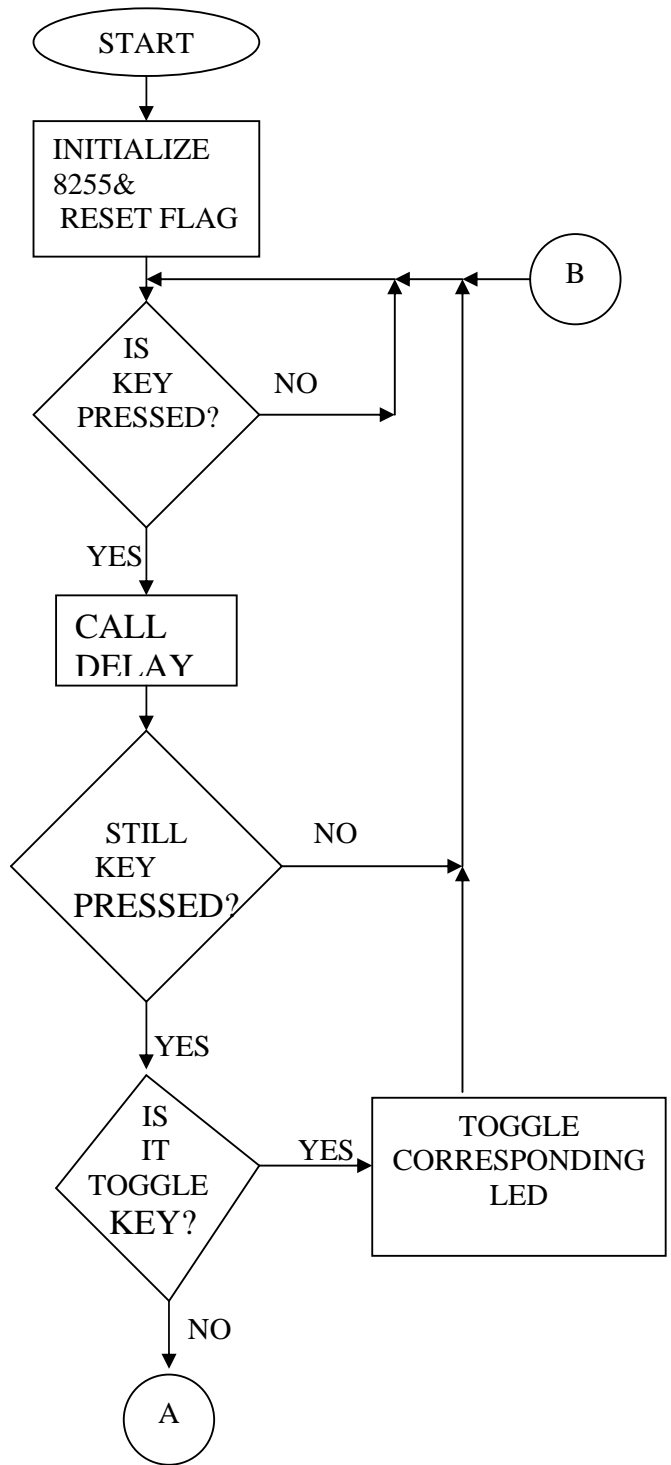 START
INITIALIZE
8255&
RESET FLAG
B
IS
KEY
PRESSED?
NO
YES
CALL
DELAY
STILL
KEY
PRESSED?
NO
YES
IS
IT
TOGGLE
KEY?
YES
TOGGLE
CORRESPONDING
LED
NO
A